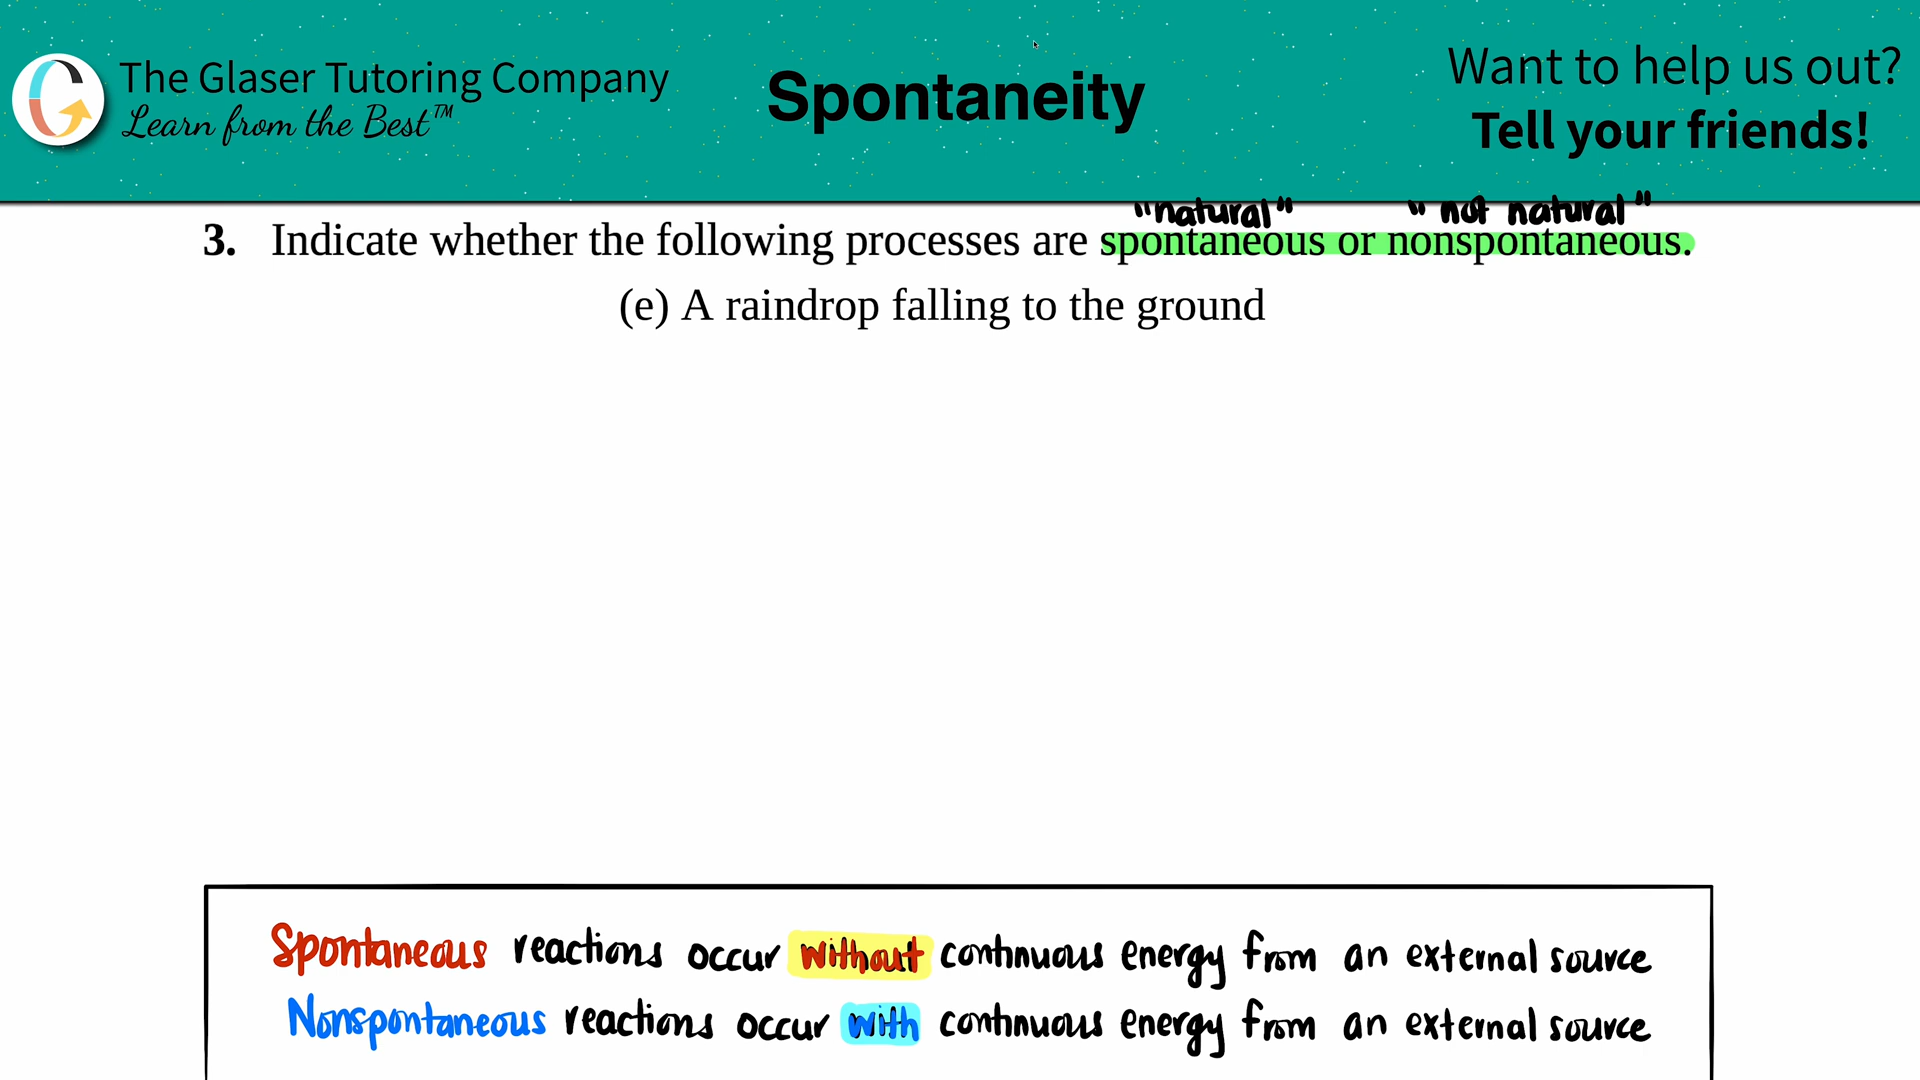 The Glaser Tutoring Company
Learn from the Best™
Spontaneity
Want to help us out?
Tell your friends!
"natural" "not natural"
3. Indicate whether the following processes are spontaneous or nonspontaneous.
(e) A raindrop falling to the ground
Spontaneous reactions occur without continuous energy from an external source
Nonspontaneous reactions occur with continuous energy from an external source